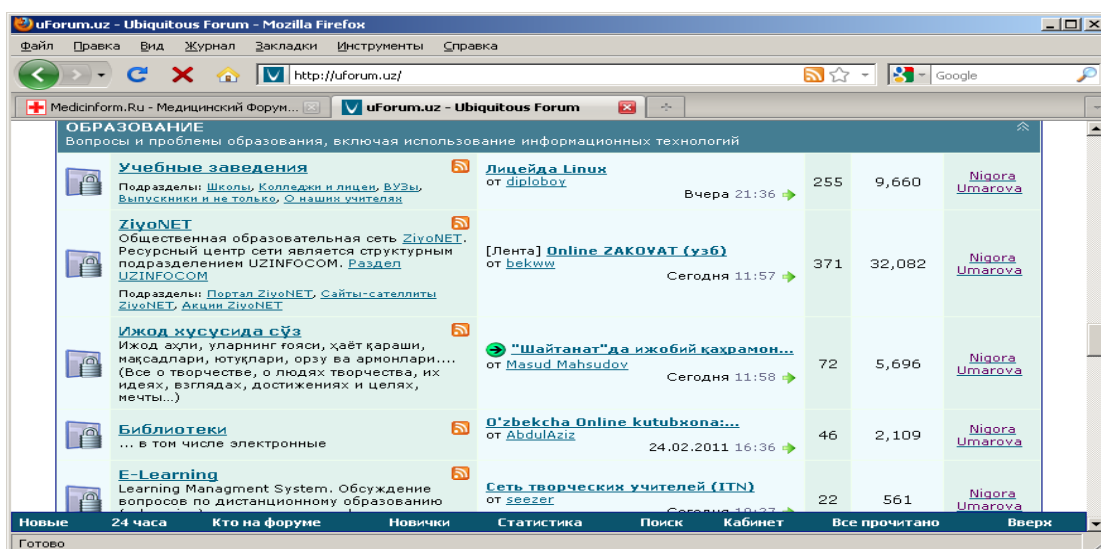 uForum.uz - Ubiquitous Forum - Mozilla Firefox
Файл Правка Вид Журнал Закладки Инструменты Справка
http://uforum.uz/ Google
Medicinform.Ru - Медицинский Форум... uForum.uz - Ubiquitous Forum
ОБРАЗОВАНИЕ
Вопросы и проблемы образования, включая использование информационных технологий
Учебные заведения
Подразделы: Школы, Колледжи и лицеи, ВУЗы,
Выпускники и не только, О наших учителях
Лицейда Linux
от diploboy
Вчера 21:36
255 9,660 Nigora
Umarova
ZiyoNET
Общественная образовательная сеть ZiyoNET.
Ресурсный центр сети является структурным
подразделением UZINFOCOM. Раздел
UZINFOCOM
Подразделы: Портал ZiyoNET, Сайты-сателлиты
ZiyoNET, Акции ZiyoNET
[Лента] Online ZAKOVAT (узб)
от bekww
Сегодня 11:57
371 32,082 Nigora
Umarova
Ижод хусусида сўз
Ижод аҳли, уларнинг ғояси, ҳаёт қараши,
мақсадлари, ютуқлари, орзу ва армонлари....
(Все о творчестве, о людях творчества, их
идеях, взглядах, достижениях и целях,
мечты...)
"Шайтанат"да ижобий қаҳрамон...
от Masud Mahsudov
Сегодня 11:58
72 5,696 Nigora
Umarova
Библиотеки
... в том числе электронные
O'zbekcha Online kutubxona:...
от AbdulAziz
24.02.2011 16:36
46 2,109 Nigora
Umarova
E-Learning
Learning Managment System. Обсуждение
вопросов по дистанционному образованию
Сеть творческих учителей (ITN)
от seezer
22 561 Nigora
Umarova
Новые 24 часа Кто на форуме Новички Статистика Поиск Кабинет Все прочитано Вверх
Готово